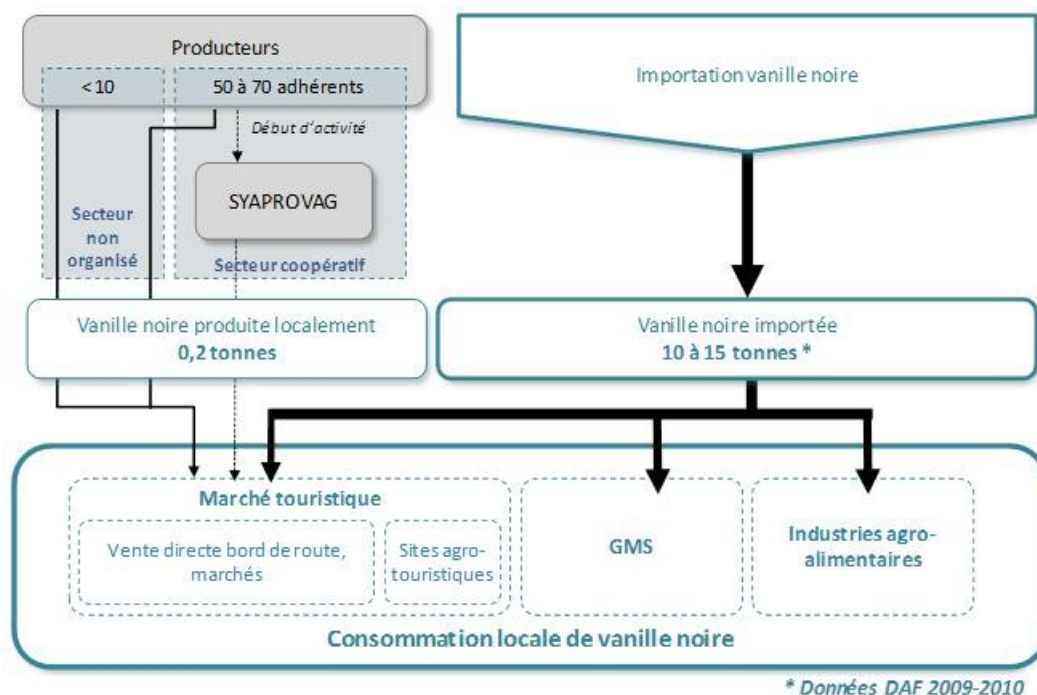 Producteurs
<10
50 à 70 adhérents
Début d'activité
SYAPROVAG
Secteur
non
organisé
Secteur coopératif
Importation vanille noire
Vanille noire produite localement
0,2 tonnes
Vanille noire importée
10 à 15 tonnes *
Marché touristique
Vente directe bord de route,
marchés
Sites agro-
touristiques
GMS
Industries agro-
alimentaires
Consommation locale de vanille noire
* Données DAF 2009-2010